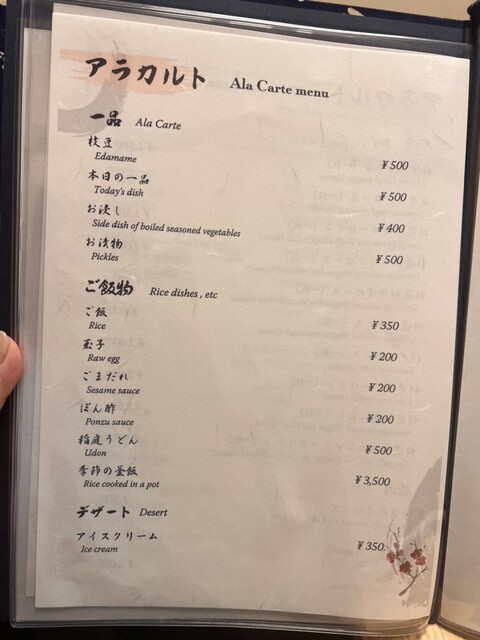 アラカルト Ala Carte menu
一品 Ala Carte
枝豆
Edamame ¥500
本日の一品
Today's dish ¥500
お浸し
Side dish of boiled seasoned vegetables ¥400
お漬物
Pickles ¥500
ご飯物 Rice dishes , etc
ご飯
Rice ¥350
玉子
Raw egg ¥200
ごまだれ
Sesame sauce ¥200
ぽん酢
Ponzu sauce ¥200
稲庭うどん
Udon ¥500
季節の釜飯
Rice cooked in a pot ¥3,500
デザート Desert
アイスクリーム
Ice cream ¥350